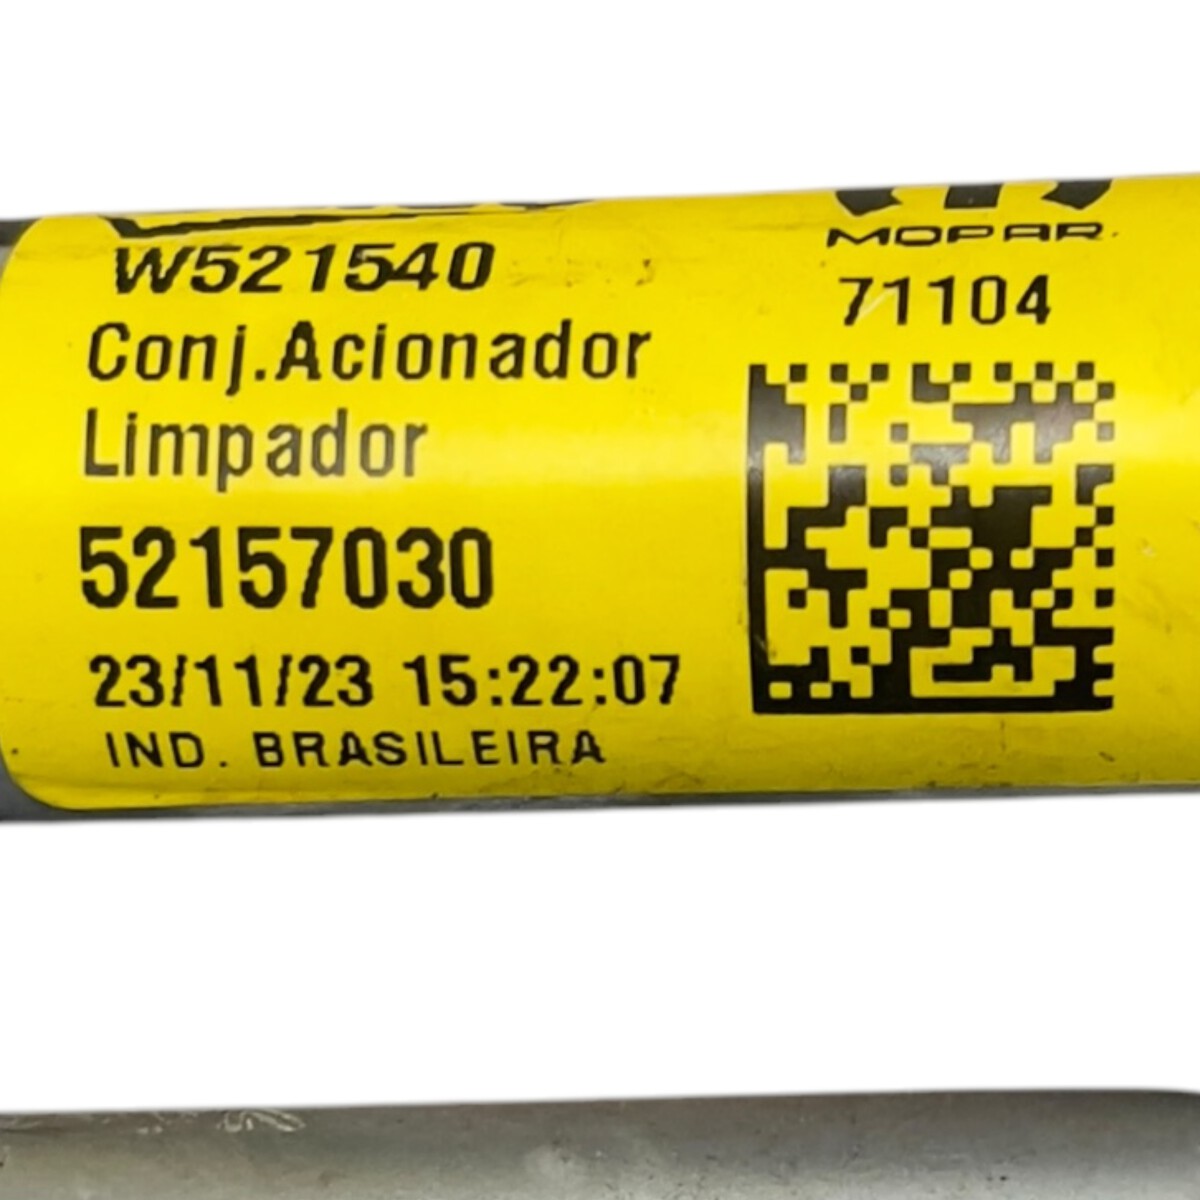 W521540
Conj.Acionador
Limpador
52157030
23/11/23 15:22:07
IND. BRASILEIRA
MOPAR
71104